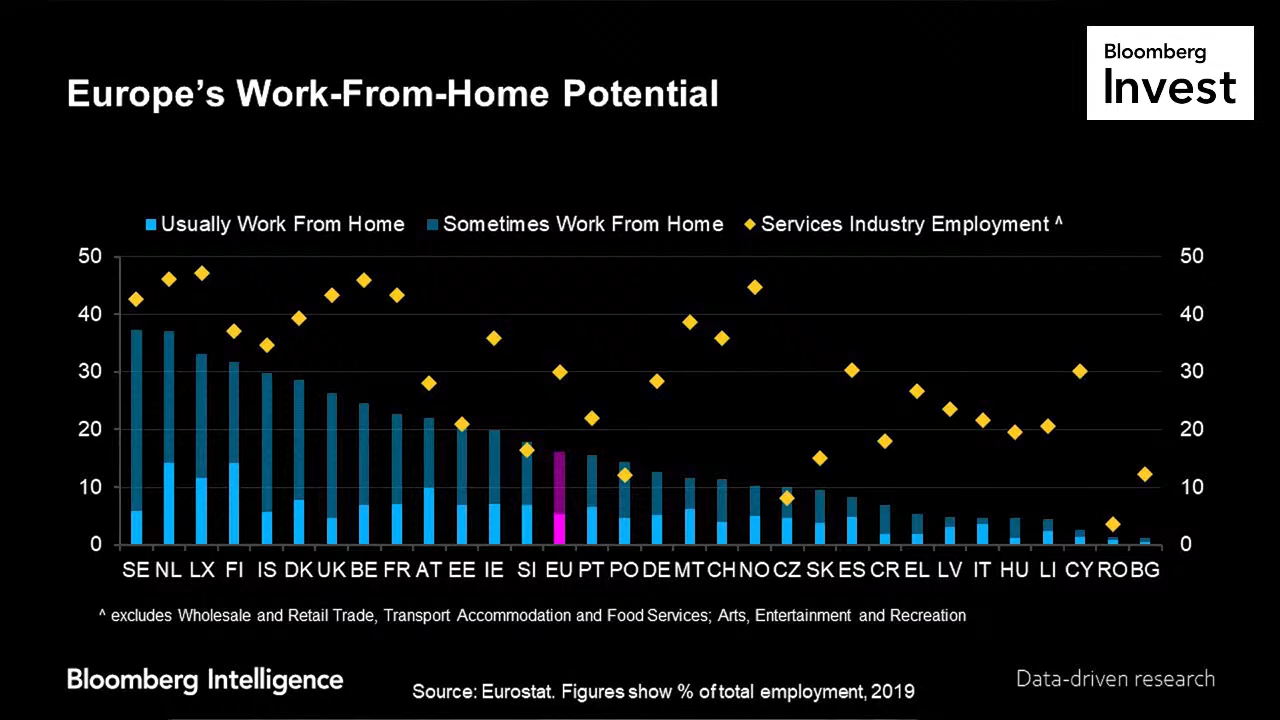 Bloomberg
Invest
Europe's Work-From-Home Potential
Usually Work From Home Sometimes Work From Home Services Industry Employment ^
50 50
40 40
30 30
20 20
10 10
0 0
SE NL LX FI IS DK UK BE FR AT EE IE SI EU PT PO DE MT CH NO CZ SK ES CR EL LV IT HU LI CY RO BG
^ excludes Wholesale and Retail Trade, Transport Accommodation and Food Services; Arts, Entertainment and Recreation
Bloomberg Intelligence
Source: Eurostat. Figures show % of total employment, 2019
Data-driven research